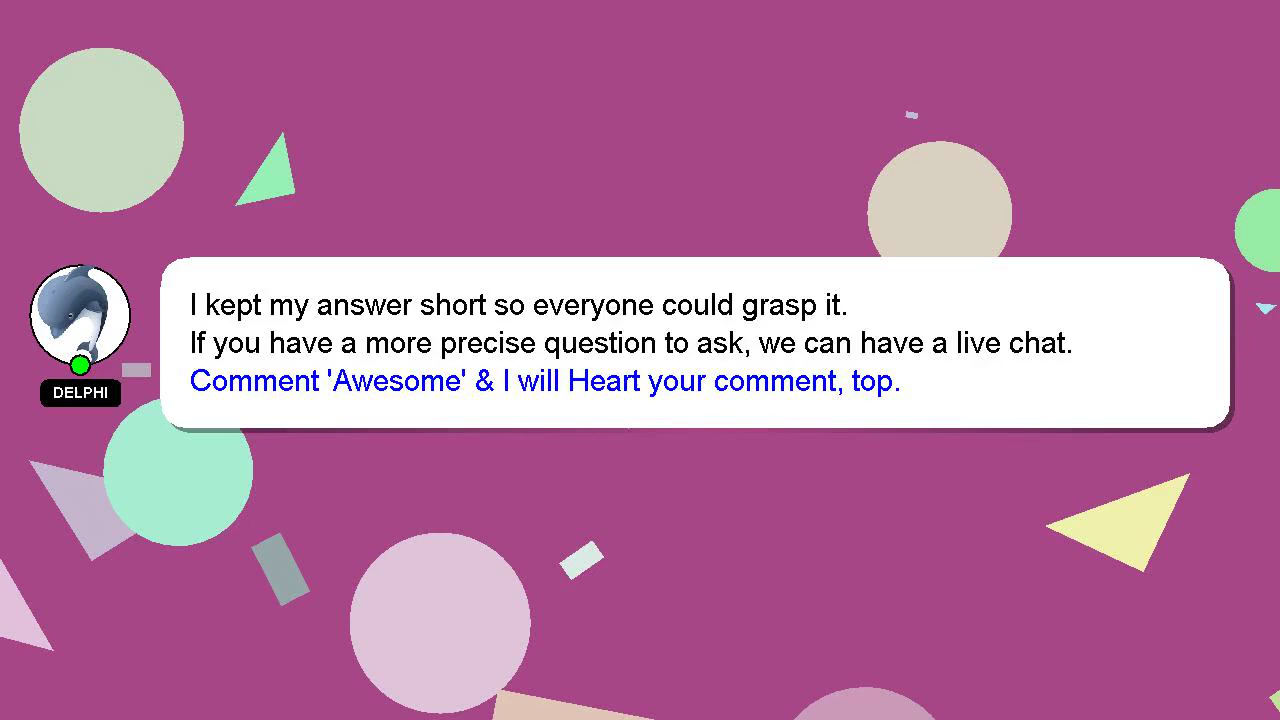 I kept my answer short so everyone could grasp it.
If you have a more precise question to ask, we can have a live chat.
Comment 'Awesome' & I will Heart your comment, top.
DELPHI